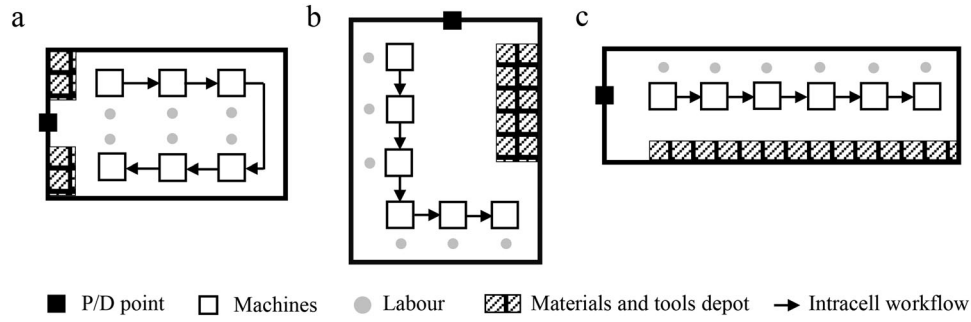 a
b
c
P/D point
Machines
Labour
Materials and tools depot
Intracell workflow